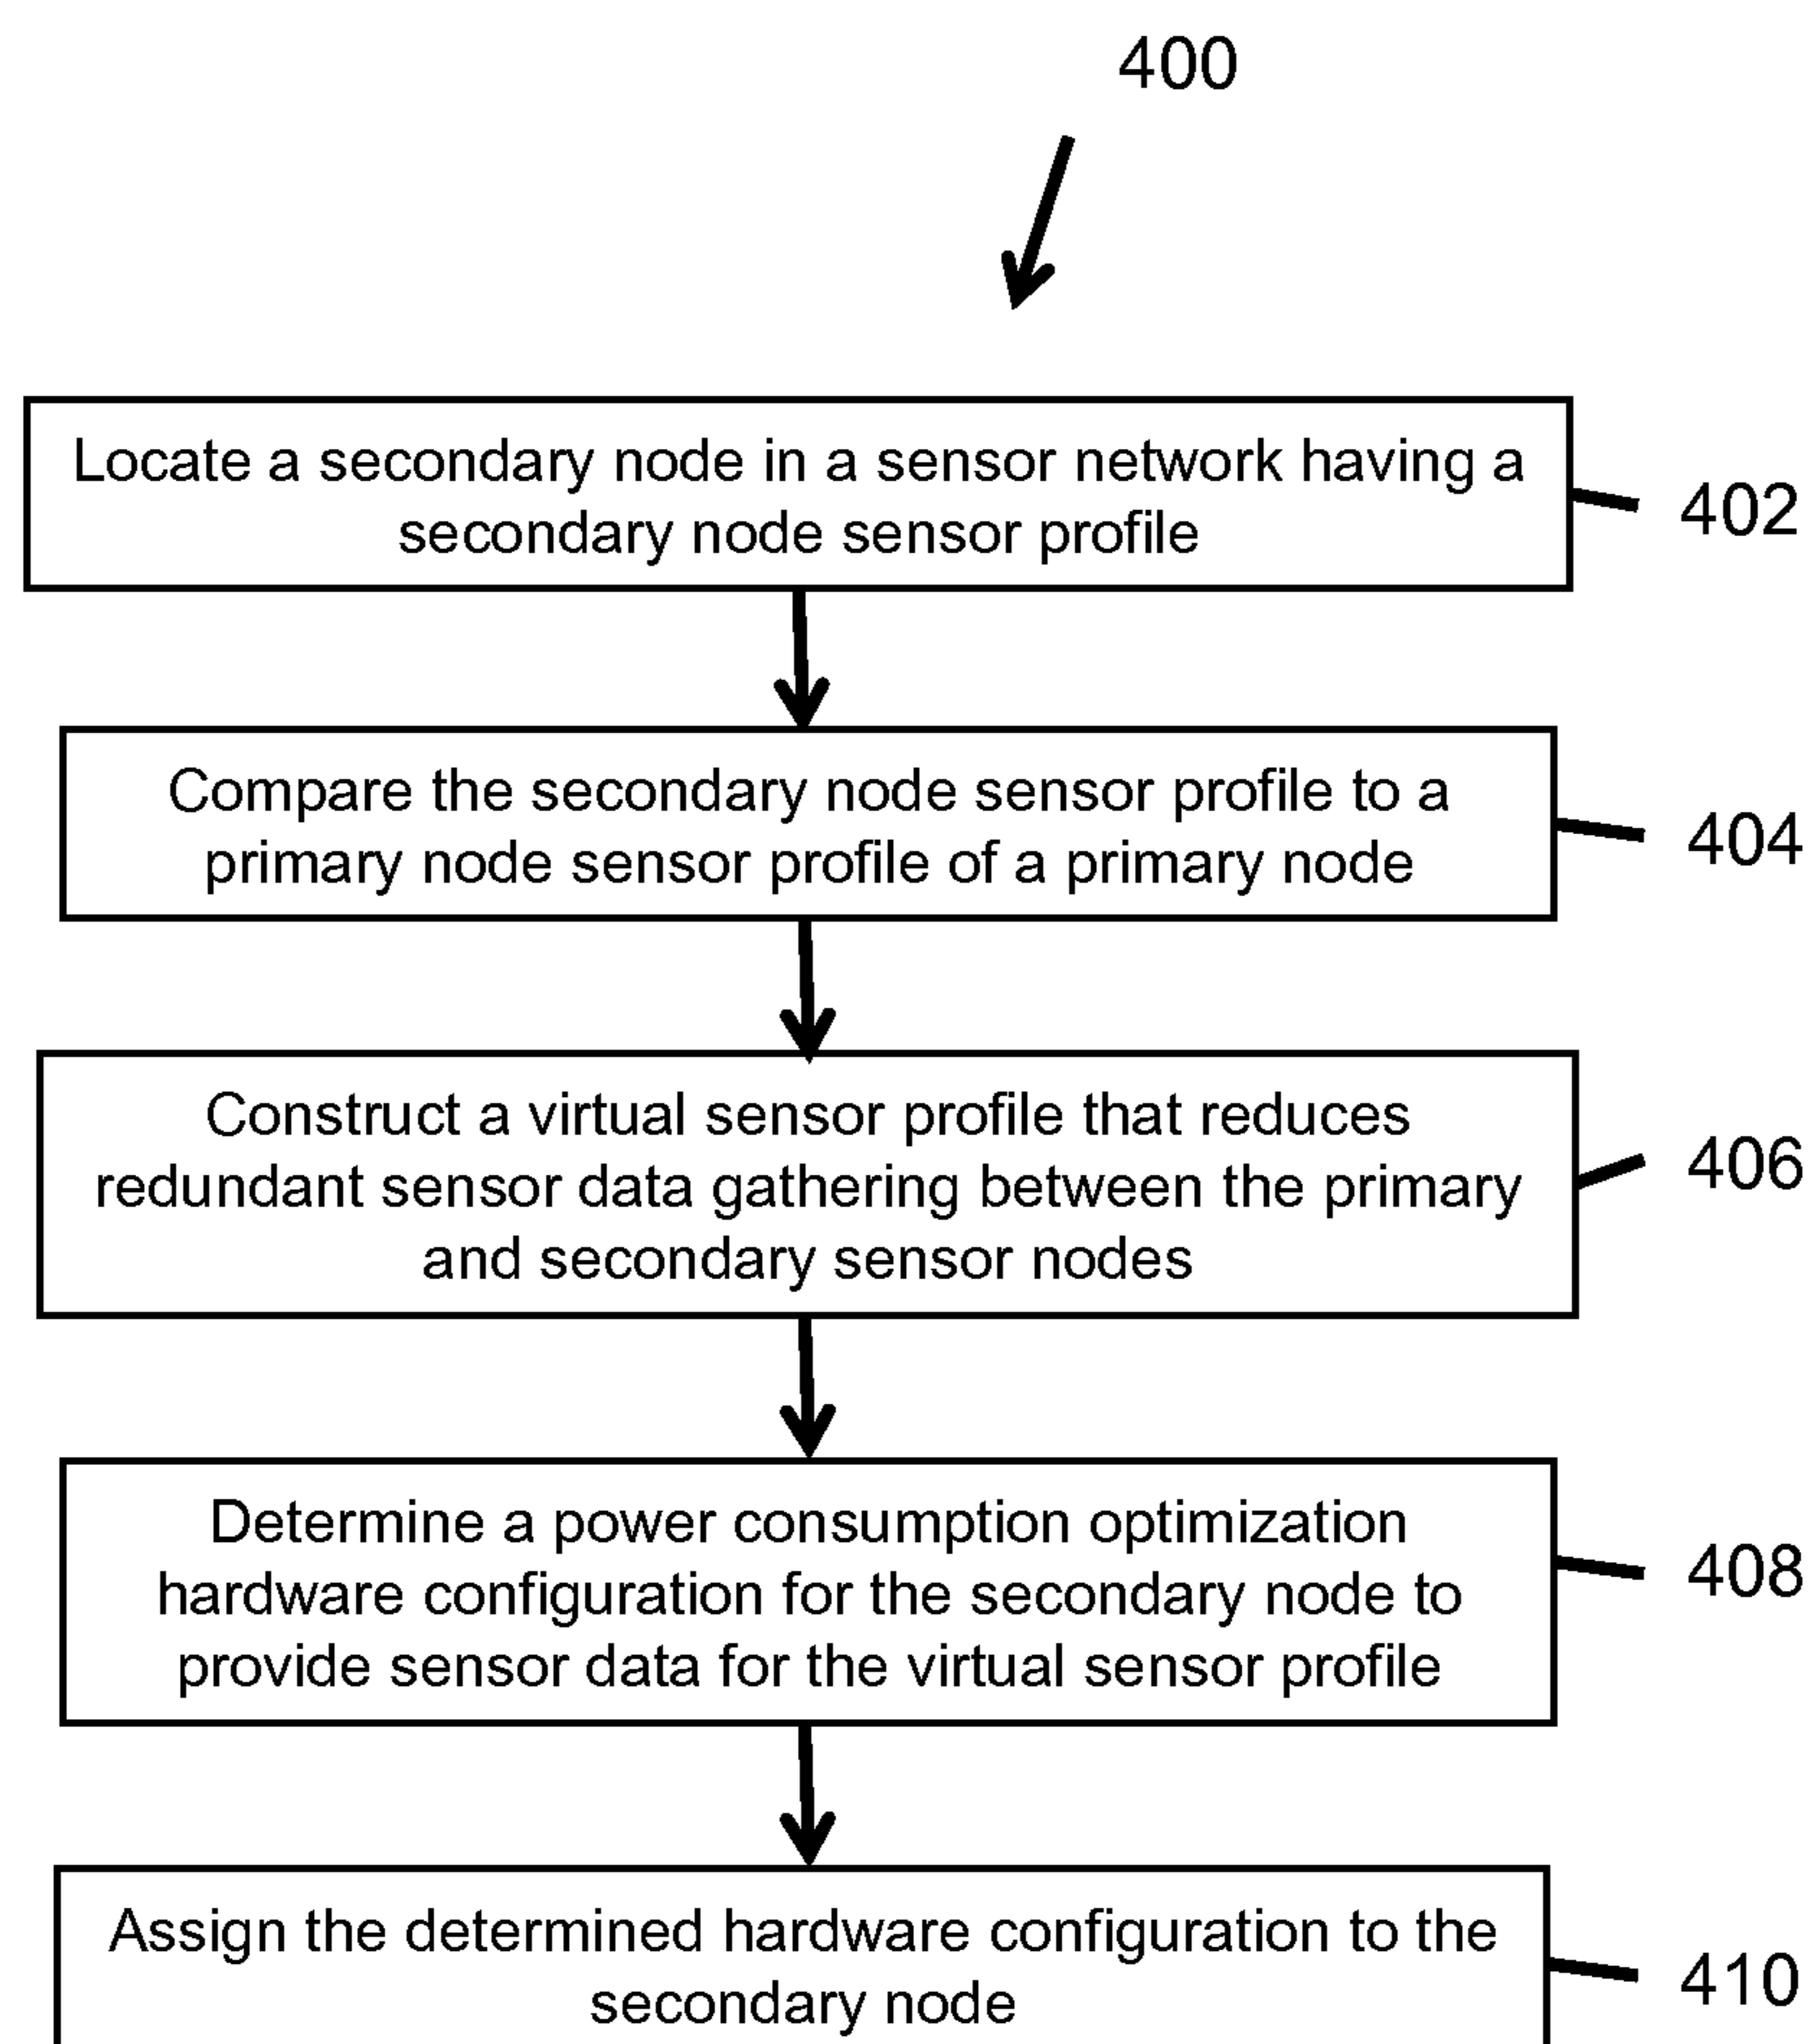 400
Locate a secondary node in a sensor network having a
secondary node sensor profile
402
Compare the secondary node sensor profile to a
primary node sensor profile of a primary node
404
Construct a virtual sensor profile that reduces
redundant sensor data gathering between the primary
and secondary sensor nodes
406
Determine a power consumption optimization
hardware configuration for the secondary node to
provide sensor data for the virtual sensor profile
408
Assign the determined hardware configuration to the
secondary node
410